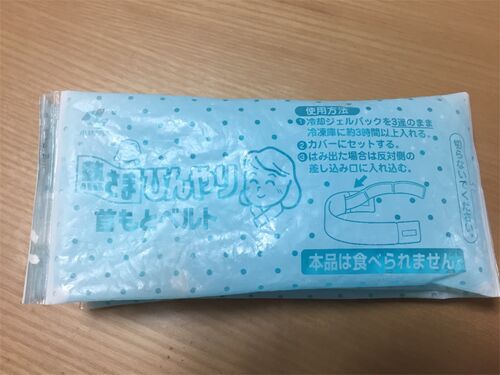 使用方法
①冷却ジェルパックを3連のまま
冷凍庫に約3時間以上入れる。
②カバーにセットする。
③はみ出た場合は反対側の
差し込み口に入れ込む。
熱さま ひんやり
首もとベルト
切らないでください
本品は食べられません。